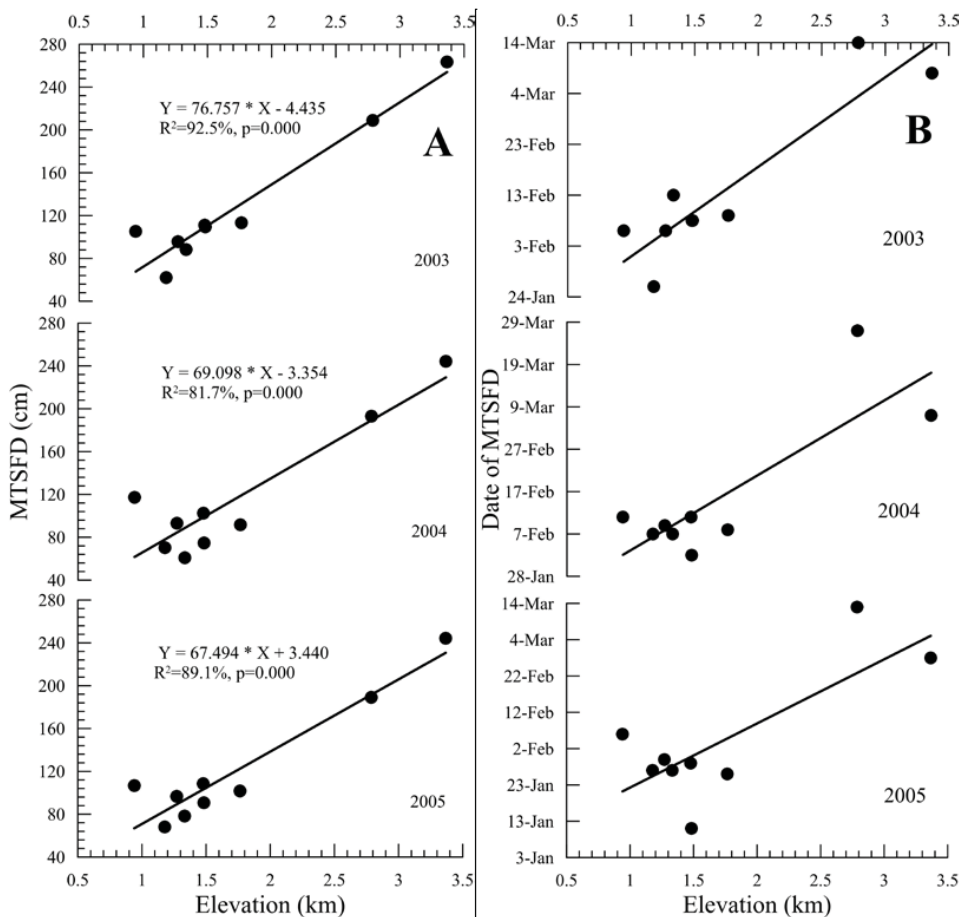 0.5 1 1.5 2 2.5 3 3.5
280
240
200
160
120
80
40
Y = 76.757 * X - 4.435
R²=92.5%, p=0.000
A
2003
280
240
200
160
120
80
40
Y = 69.098 * X - 3.354
R²=81.7%, p=0.000
2004
280
240
200
160
120
80
40
Y = 67.494 * X + 3.440
R²=89.1%, p=0.000
2005
0.5 1 1.5 2 2.5 3 3.5
MTSFD (cm)
Elevation (km)
0.5 1 1.5 2 2.5 3 3.5
14-Mar
4-Mar
23-Feb
13-Feb
3-Feb
24-Jan
B
2003
29-Mar
19-Mar
9-Mar
27-Feb
17-Feb
7-Feb
28-Jan
2004
14-Mar
4-Mar
22-Feb
12-Feb
2-Feb
23-Jan
13-Jan
3-Jan
2005
0.5 1 1.5 2 2.5 3 3.5
Date of MTSFD
Elevation (km)